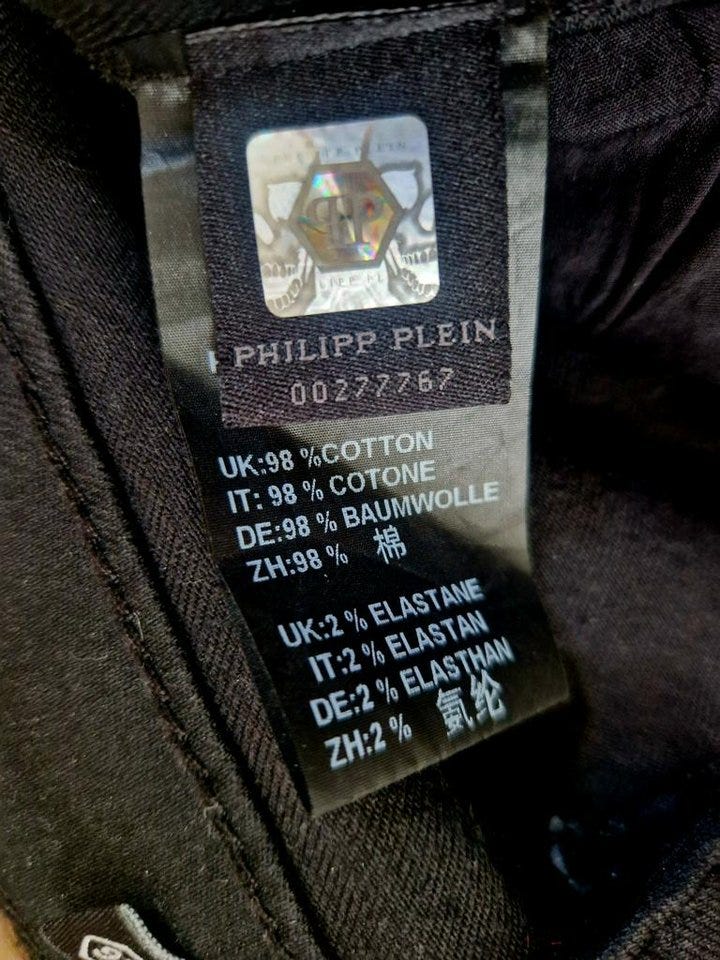 PHILIPP PLEIN
00277767
UK:98 %COTTON
IT: 98 % COTONE
DE:98 % BAUMWOLLE
ZH:98 % 棉
UK:2 % ELASTANE
IT:2 % ELASTAN
DE:2 % ELASTHAN
ZH:2 % 氨纶